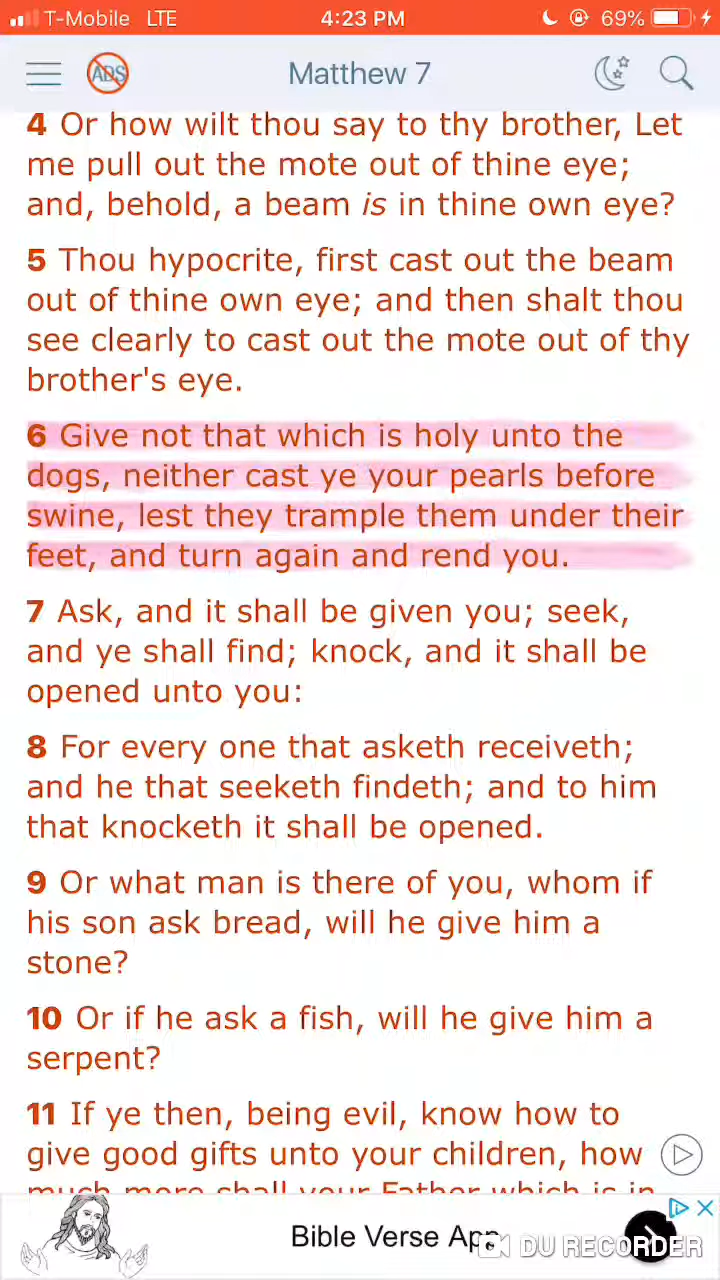 T-Mobile LTE 4:23 PM 69%
ADS Matthew 7
4 Or how wilt thou say to thy brother, Let
me pull out the mote out of thine eye;
and, behold, a beam is in thine own eye?
5 Thou hypocrite, first cast out the beam
out of thine own eye; and then shalt thou
see clearly to cast out the mote out of thy
brother's eye.
6 Give not that which is holy unto the
dogs, neither cast ye your pearls before
swine, lest they trample them under their
feet, and turn again and rend you.
7 Ask, and it shall be given you; seek,
and ye shall find; knock, and it shall be
opened unto you:
8 For every one that asketh receiveth;
and he that seeketh findeth; and to him
that knocketh it shall be opened.
9 Or what man is there of you, whom if
his son ask bread, will he give him a
stone?
10 Or if he ask a fish, will he give him a
serpent?
11 If ye then, being evil, know how to
give good gifts unto your children, how
much more shall your Father which is in
Bible Verse App
DU RECORDER